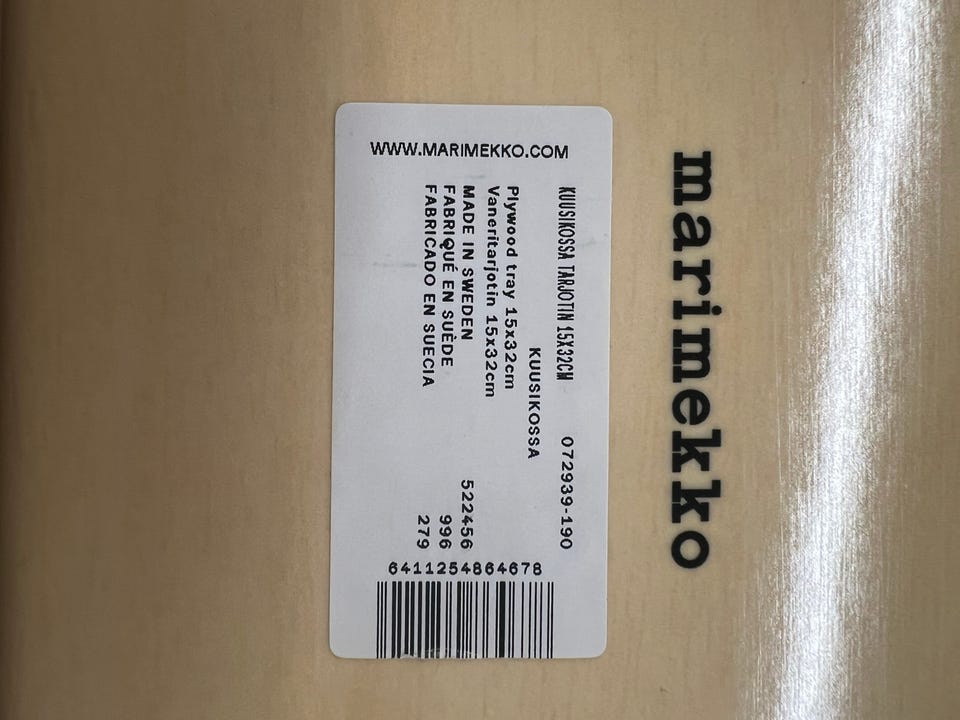 marimekko
WWW.MARIMEKKO.COM
KUUSIKOSSA TARJOTIN 15X32CM 072939-190
KUUSIKOSSA
Plywood tray 15x32cm
Vaneritarjotin 15x32cm
MADE IN SWEDEN 522456
FABRIQUÉ EN SUÈDE 996
FABRICADO EN SUECIA 279
6411254864678